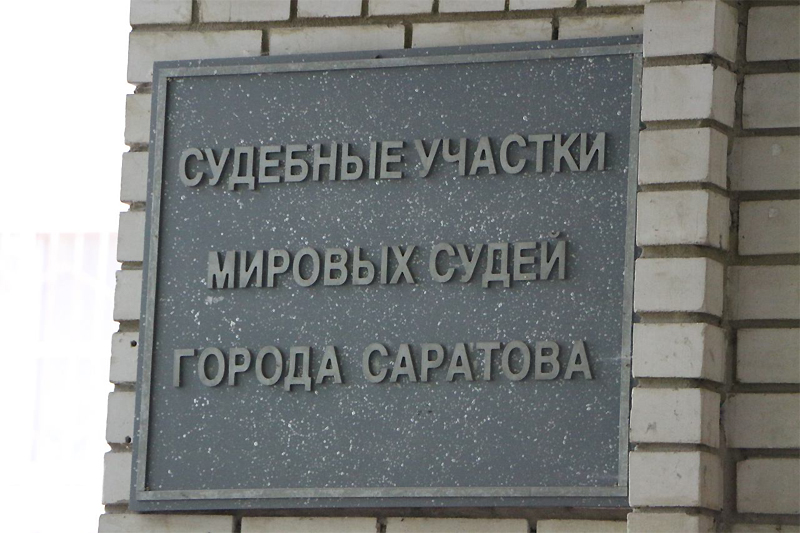 СУДЕБНЫЕ УЧАСТКИ
МИРОВЫХ СУДЕЙ
ГОРОДА САРАТОВА